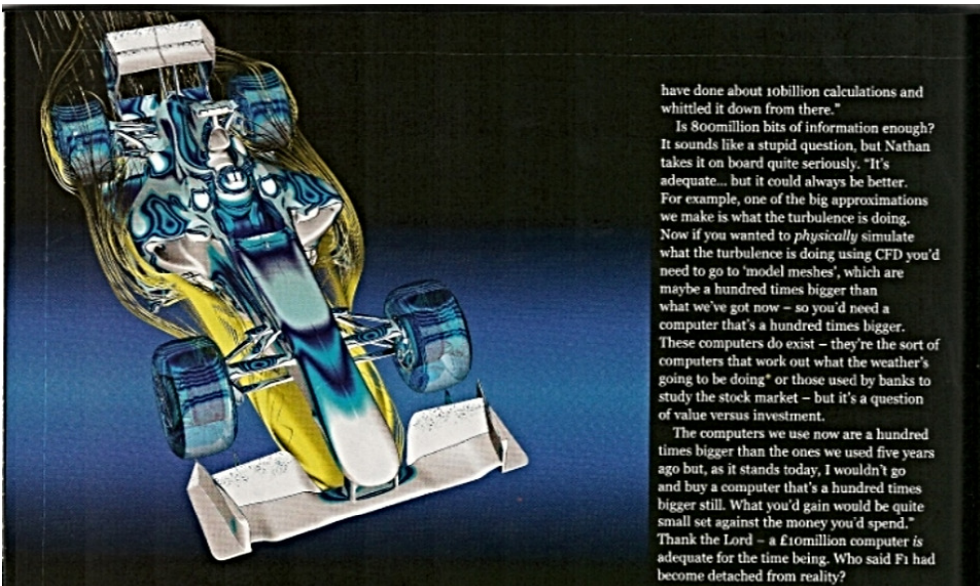 have done about 10billion calculations and
whittled it down from there."
Is 800million bits of information enough?
It sounds like a stupid question, but Nathan
takes it on board quite seriously. "It's
adequate... but it could always be better.
For example, one of the big approximations
we make is what the turbulence is doing.
Now if you wanted to physically simulate
what the turbulence is doing using CFD you'd
need to go to 'model meshes', which are
maybe a hundred times bigger than
what we've got now – so you'd need a
computer that's a hundred times bigger.
These computers do exist – they're the sort of
computers that work out what the weather's
going to be doing* or those used by banks to
study the stock market – but it's a question
of value versus investment.
The computers we use now are a hundred
times bigger than the ones we used five years
ago but, as it stands today, I wouldn't go
and buy a computer that's a hundred times
bigger still. What you'd gain would be quite
small set against the money you'd spend."
Thank the Lord – a £10million computer is
adequate for the time being. Who said F1 had
become detached from reality?